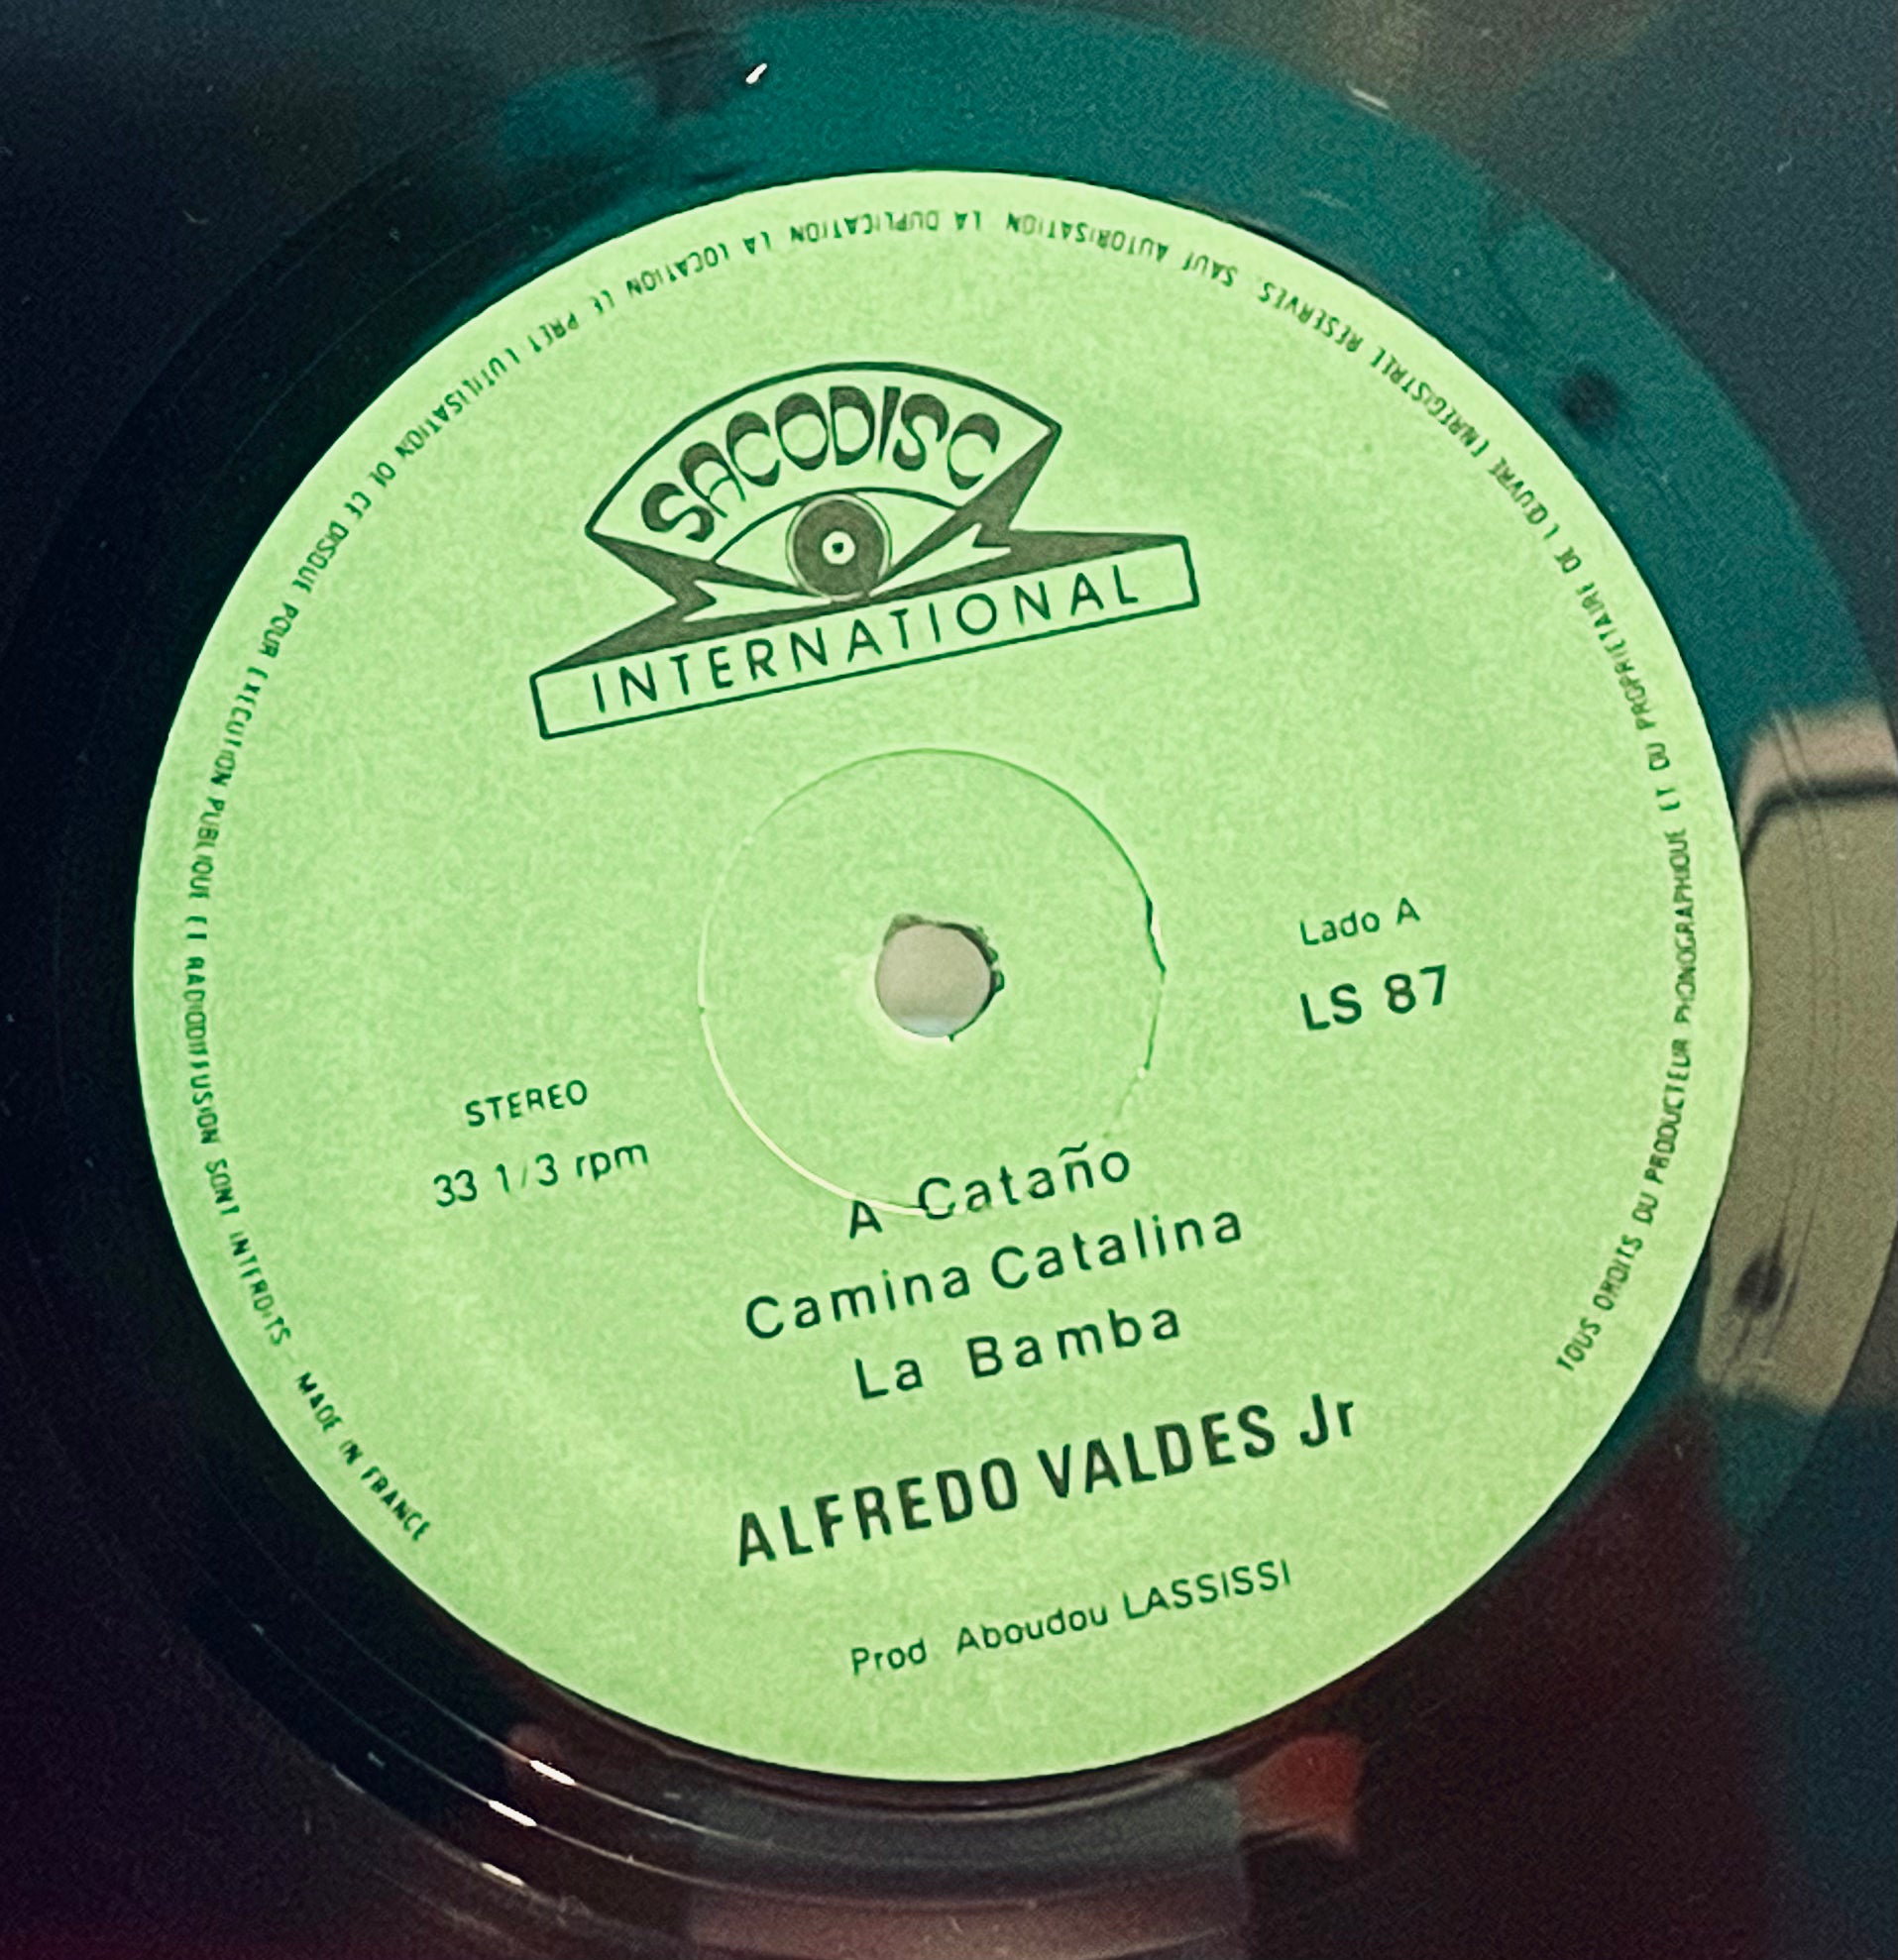 SACODISC
INTERNATIONAL
Lado A
LS 87
STEREO
33 1/3 rpm
A Cataño
Camina Catalina
La Bamba
ALFREDO VALDES Jr
Prod Aboudou LASSISSI
TOUS DROITS DU PRODUCTEUR PHONOGRAPHIQUE ET DU PROPRIETAIRE DE L'ŒUVRE ENREGISTREE RESERVES. SAUF AUTORISATION LA DUPLICATION LA LOCATION LE PRET L'UTILISATION DE CE DISQUE POUR EXECUTION PUBLIQUE ET RADIODIFFUSION SONT INTERDITS - MADE IN FRANCE